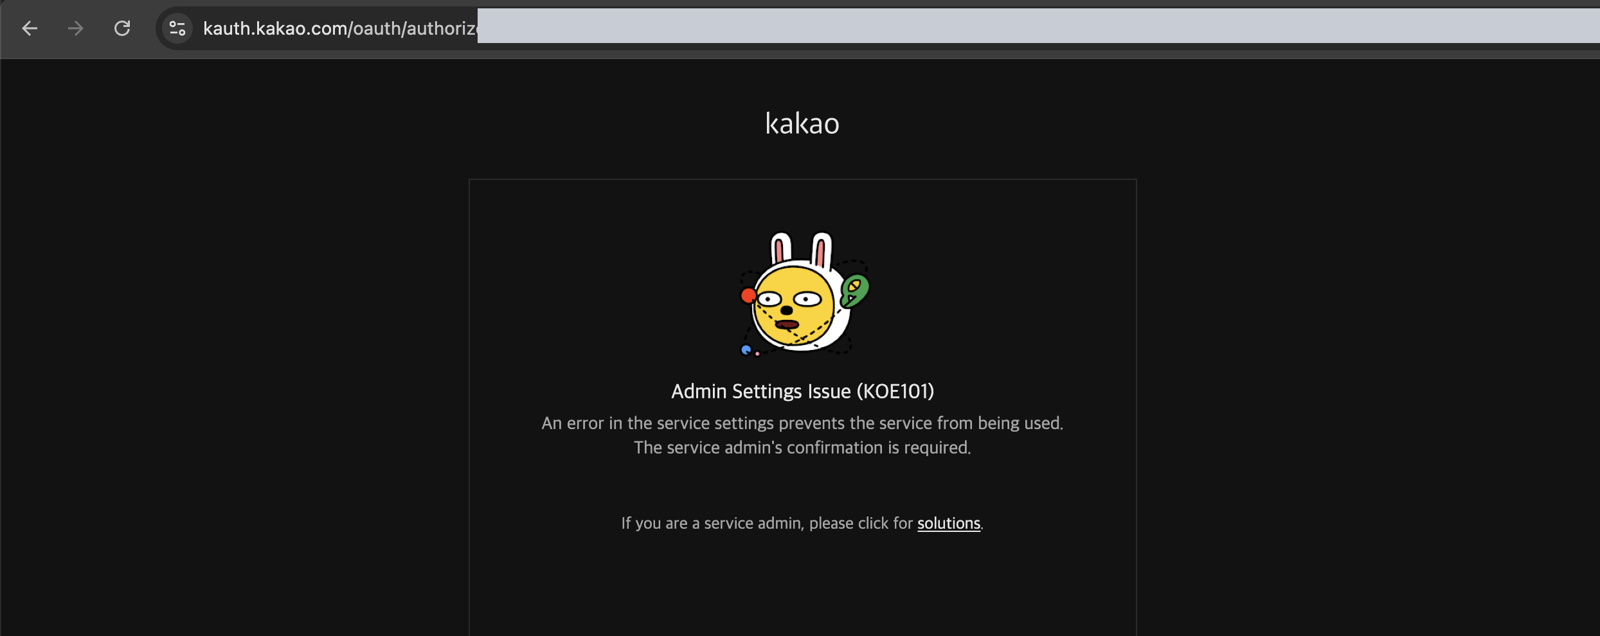 kauth.kakao.com/oauth/authoriz
kakao
Admin Settings Issue (KOE101)
An error in the service settings prevents the service from being used.
The service admin's confirmation is required.
If you are a service admin, please click for solutions.